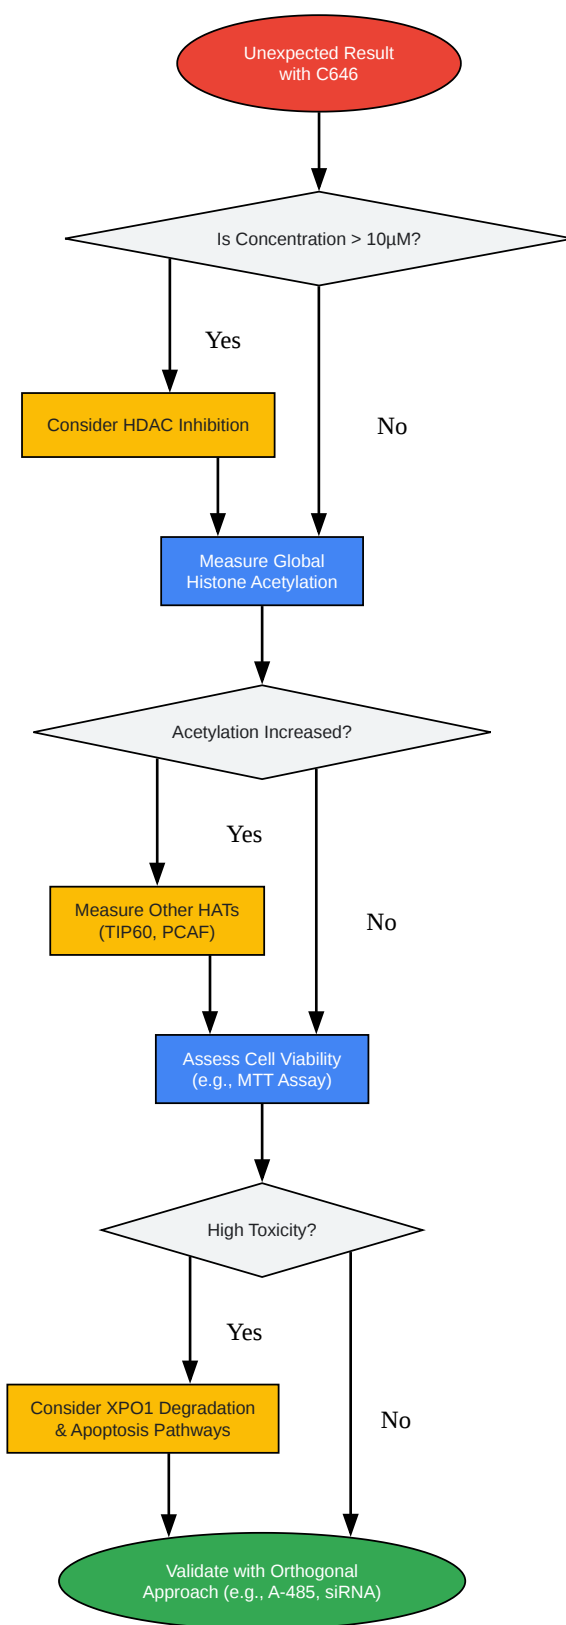 Unexpected Result
with C646
Is Concentration > 10µM?
Yes
Consider HDAC Inhibition
No
Measure Global
Histone Acetylation
Acetylation Increased?
Yes
Measure Other HATs
(TIP60, PCAF)
No
Assess Cell Viability
(e.g., MTT Assay)
High Toxicity?
Yes
Consider XPO1 Degradation
& Apoptosis Pathways
No
Validate with Orthogonal
Approach (e.g., A-485, siRNA)